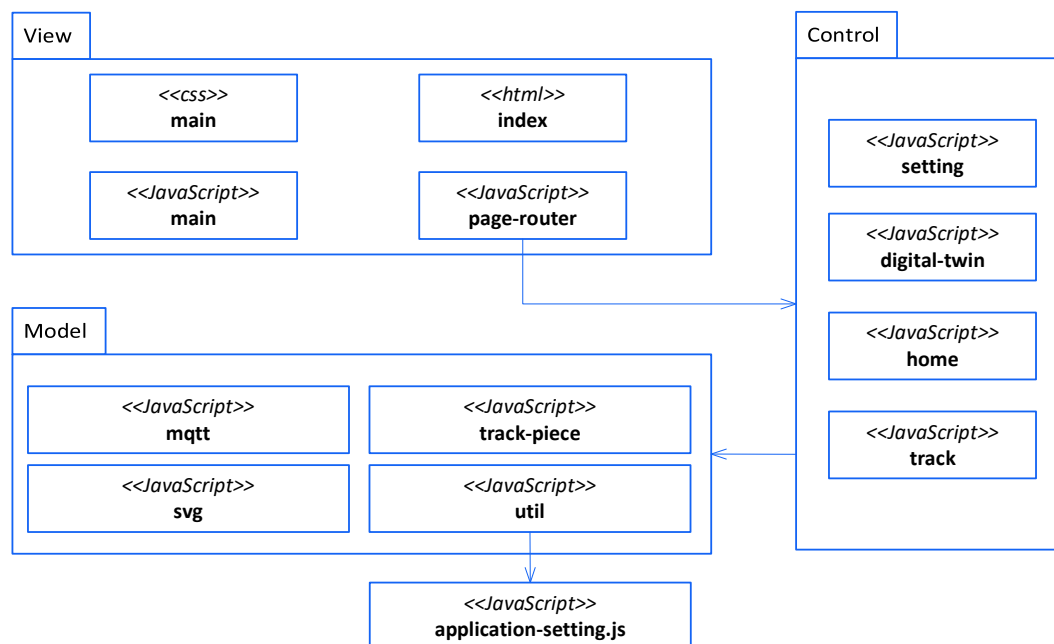 View
<<css>>
main
<<html>>
index
<<JavaScript>>
main
<<JavaScript>>
page-router
Control
<<JavaScript>>
setting
<<JavaScript>>
digital-twin
<<JavaScript>>
home
<<JavaScript>>
track
Model
<<JavaScript>>
mqtt
<<JavaScript>>
track-piece
<<JavaScript>>
svg
<<JavaScript>>
util
<<JavaScript>>
application-setting.js